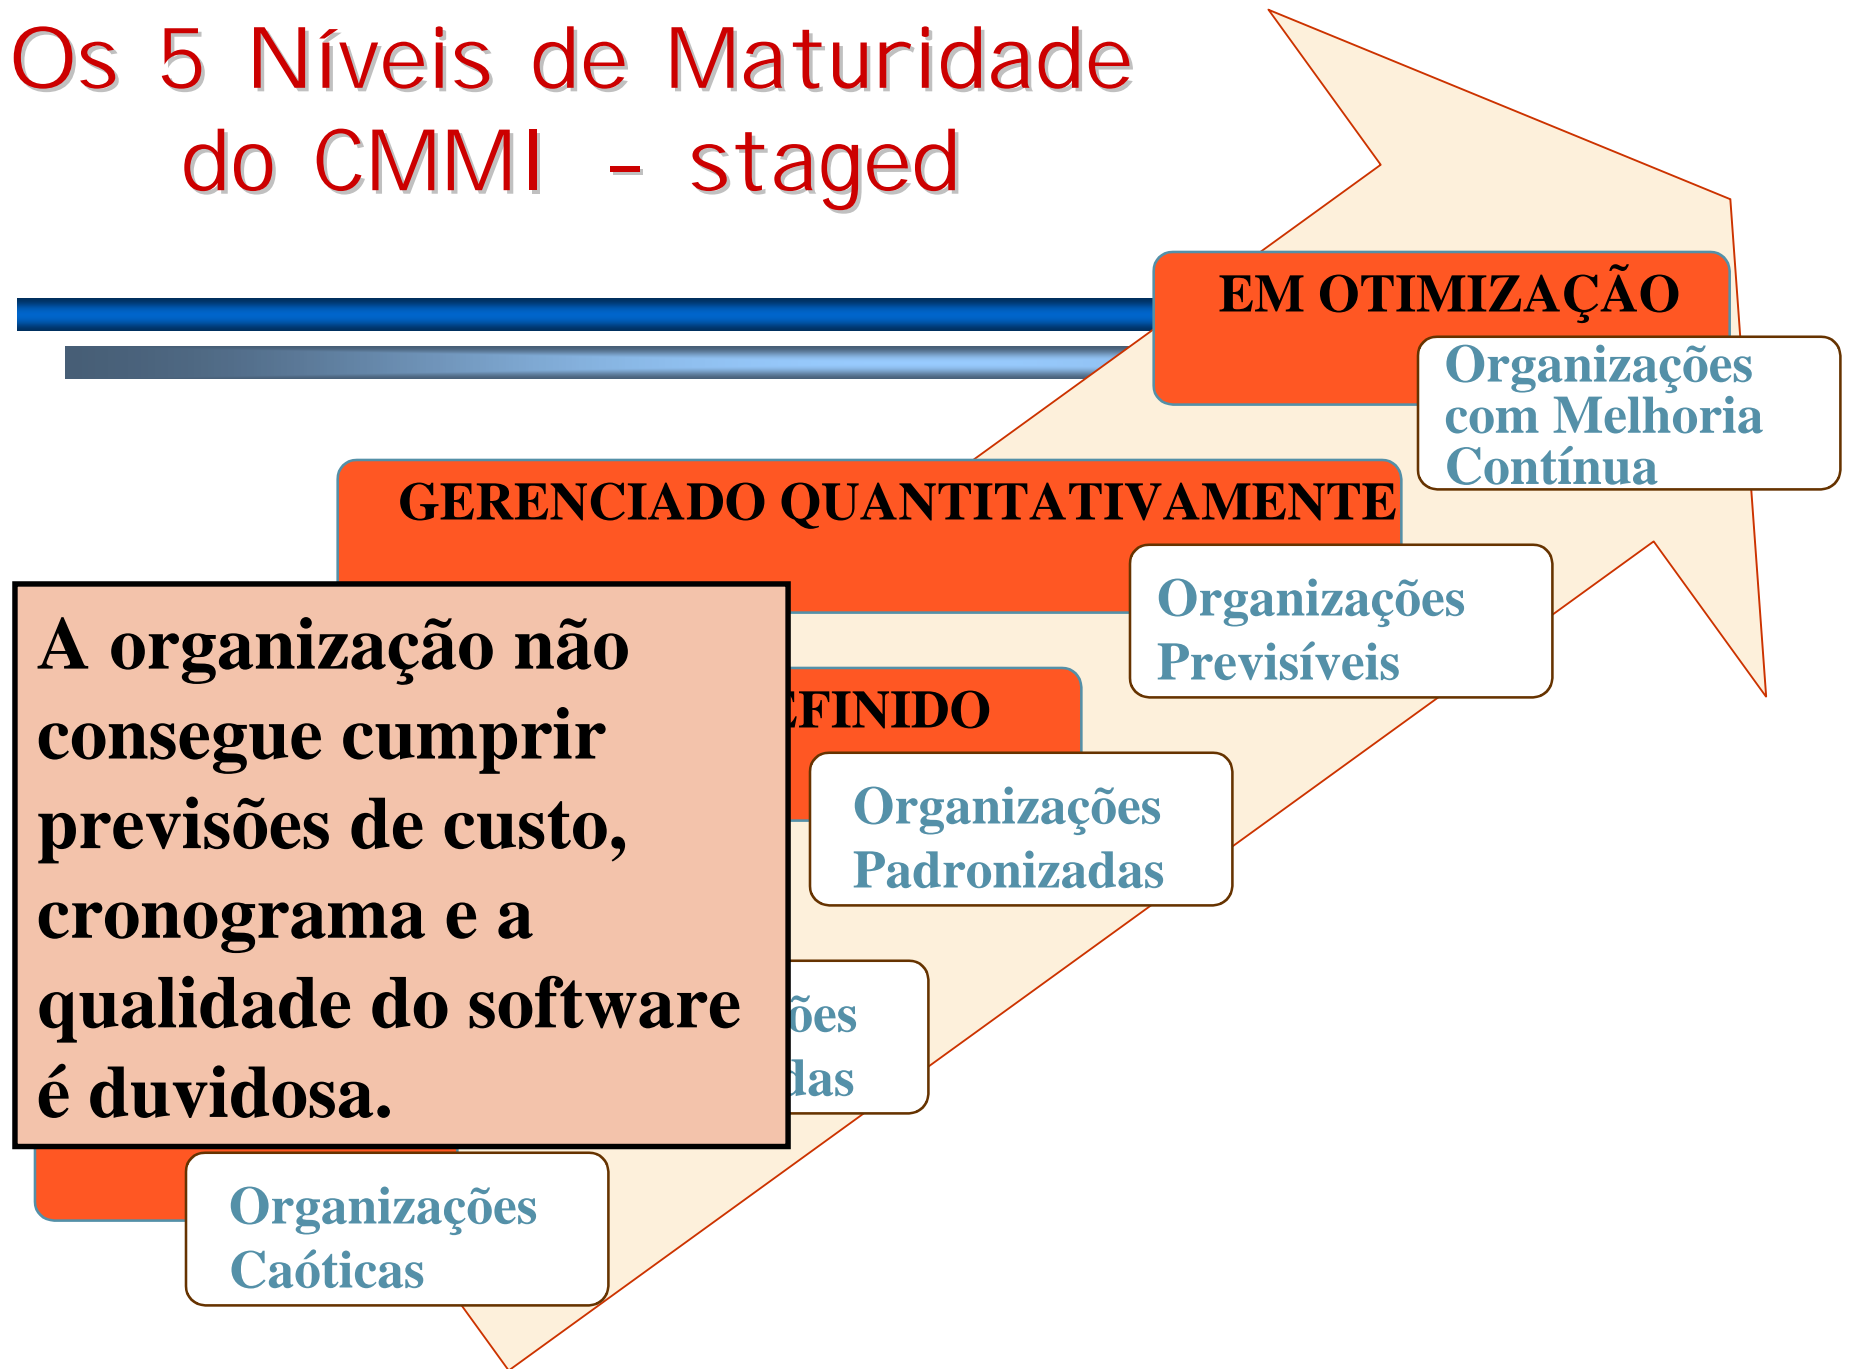 Os 5 Níveis de Maturidade
do CMMI - staged
EM OTIMIZAÇÃO
Organizações
com Melhoria
Contínua
GERENCIADO QUANTITATIVAMENTE
Organizações
Previsíveis
A organização não
consegue cumprir
previsões de custo,
cronograma e a
qualidade do software
é duvidosa.
EFINIDO
Organizações
Padronizadas
ões
das
Organizações
Caóticas